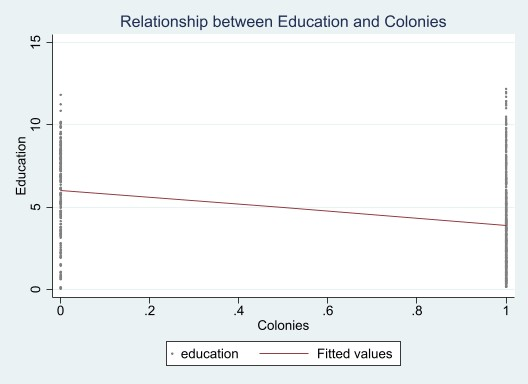 Relationship between Education and Colonies
15
10
5
0
Education
0 .2 .4 .6 .8 1
Colonies
education Fitted values